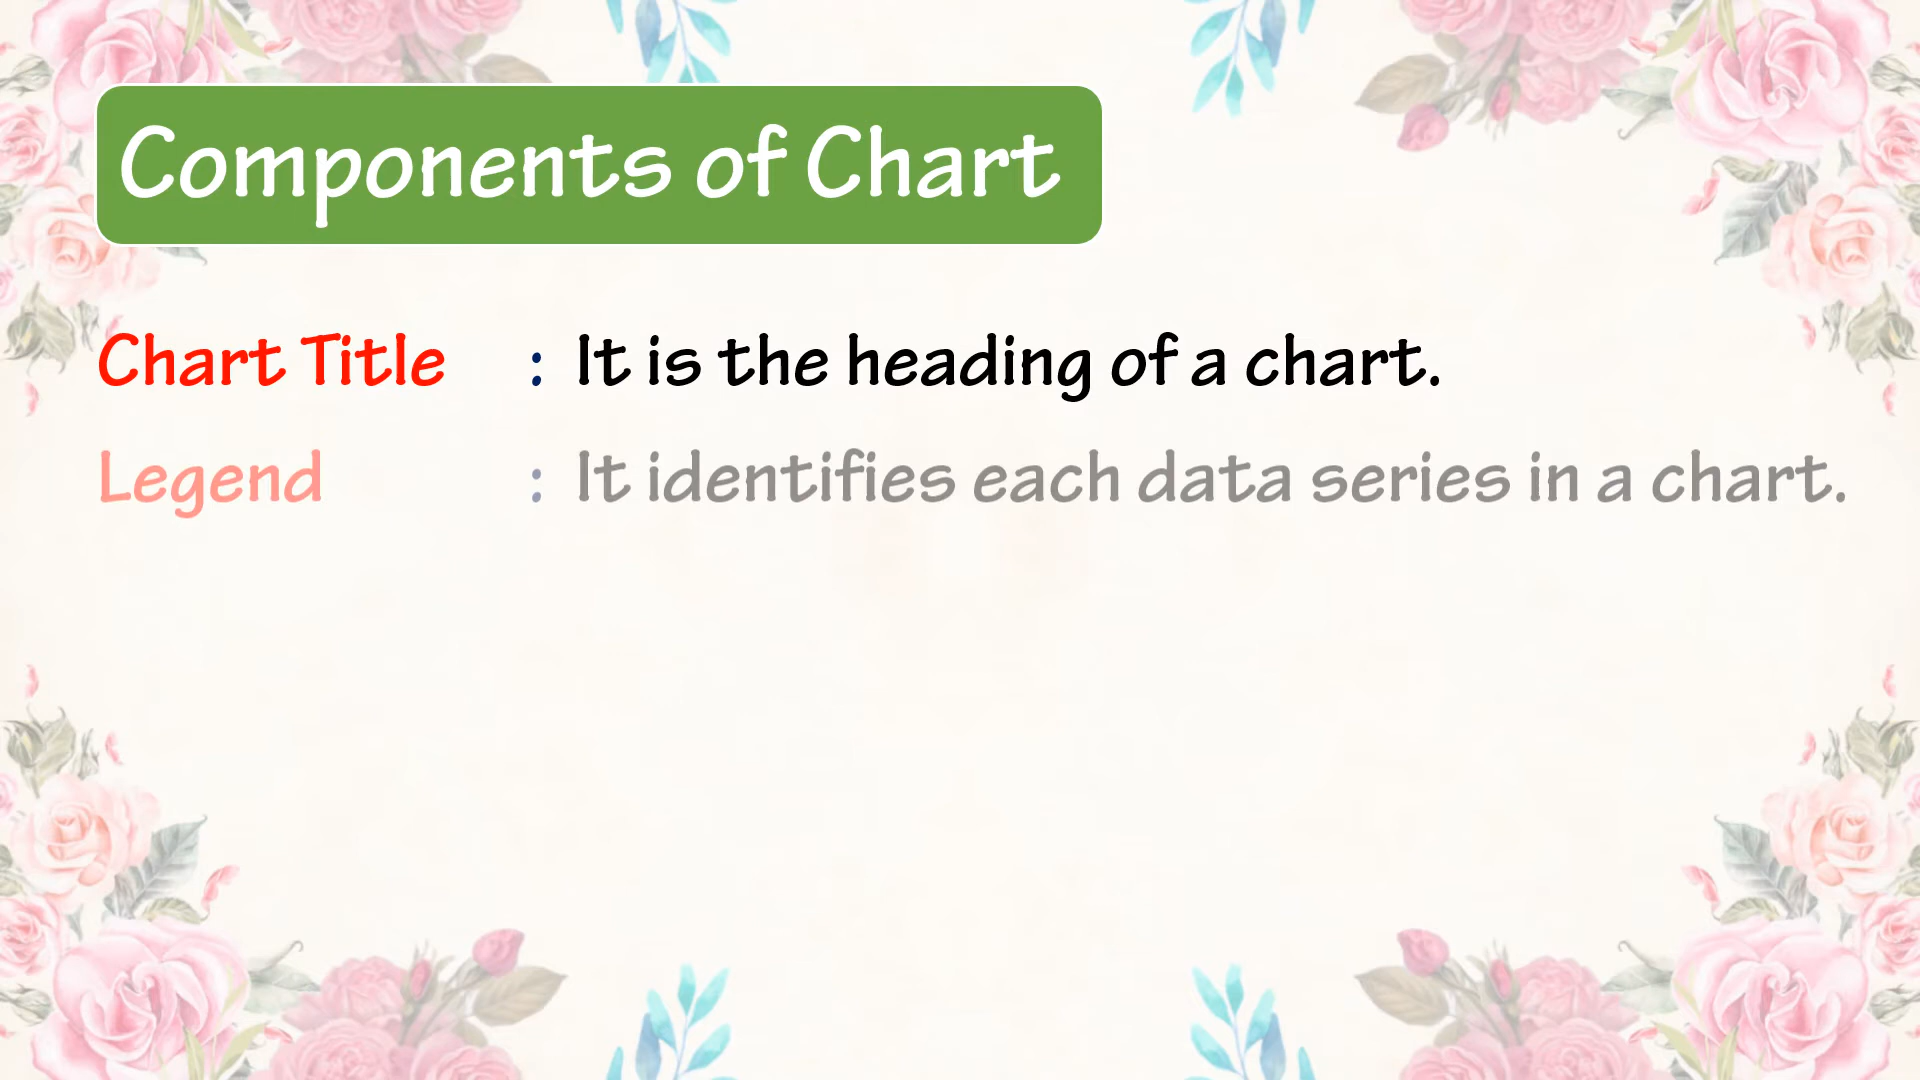 Components of Chart
Chart Title : It is the heading of a chart.
Legend : It identifies each data series in a chart.